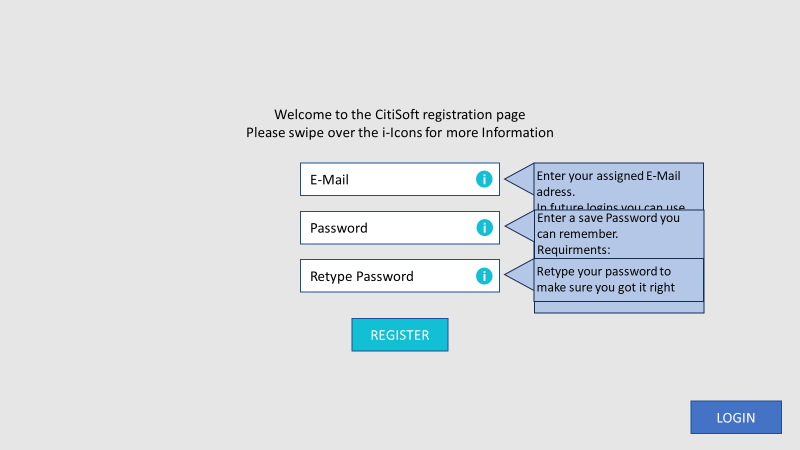 Welcome to the CitiSoft registration page
Please swipe over the i-Icons for more Information
E-Mail
i
Enter your assigned E-Mail
adress.
In future logins you can use
Password
i
Enter a save Password you
can remember.
Requirments:
Retype Password
i
Retype your password to
make sure you got it right
REGISTER
LOGIN